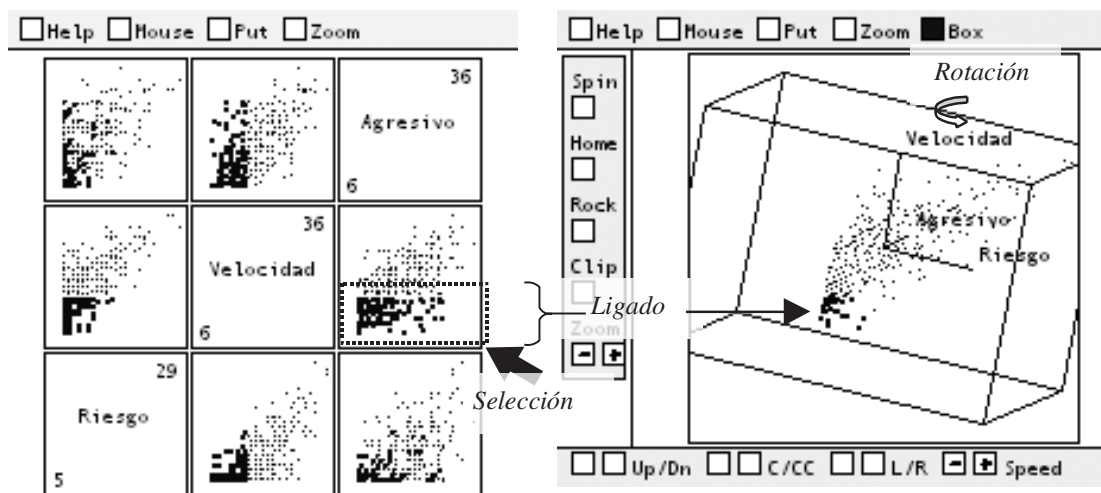 Help Mouse Put Zoom
36
Agresivo
6
36
Velocidad
6
29
Riesgo
5
Selección
Ligado
Help Mouse Put Zoom Box
Spin
Home
Rock
Clip
Zoom
- +
Rotación
Velocidad
Agresivo
Riesgo
Up/Dn C/CC L/R - + Speed